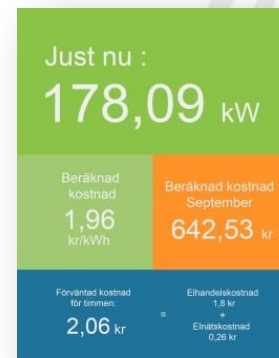 Just nu :
178,09 kW
Beräknad
kostnad
1,96
kr/kWh
Beräknad kostnad
September
642,53 kr
Förväntad kostnad
för timmen:
2,06 kr
=
Elhandelskostnad
1,8 kr
+
Elnätskostnad
0,26 kr